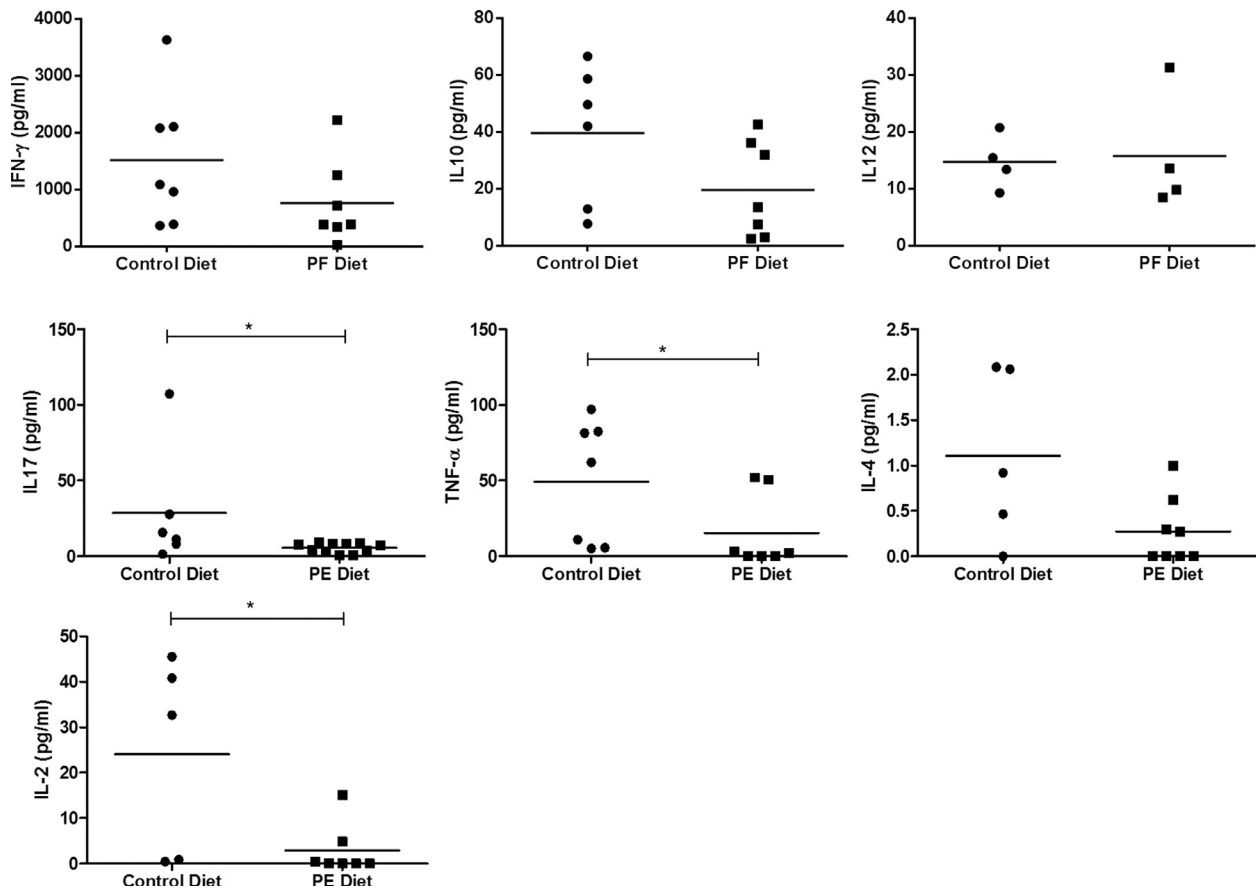 4000
3000
2000
1000
0
IFN-γ (pg/ml)
Control Diet PF Diet
80
60
40
20
0
IL10 (pg/ml)
Control Diet PF Diet
40
30
20
10
0
IL12 (pg/ml)
Control Diet PF Diet
*
150
100
50
0
IL17 (pg/ml)
Control Diet PE Diet
*
150
100
50
0
TNF-α (pg/ml)
Control Diet PE Diet
2.5
2.0
1.5
1.0
0.5
0.0
IL-4 (pg/ml)
Control Diet PE Diet
*
50
40
30
20
10
0
IL-2 (pg/ml)
Control Diet PE Diet